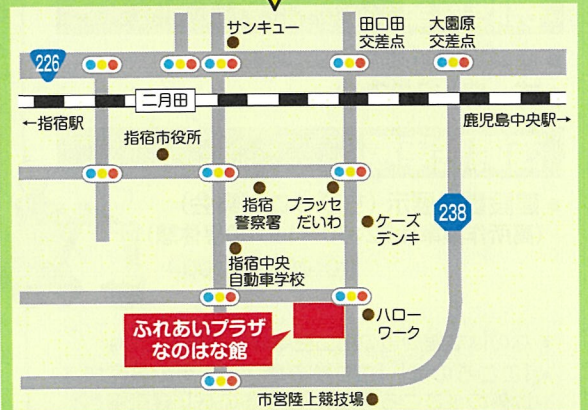 サンキュー
田口田
交差点
大園原
交差点
226
二月田
←指宿駅
鹿児島中央駅→
指宿市役所
指宿
警察署
プラッセ
だいわ
ケーズ
デンキ
238
指宿中央
自動車学校
ふれあいプラザ
なのはな館
ハロー
ワーク
市営陸上競技場